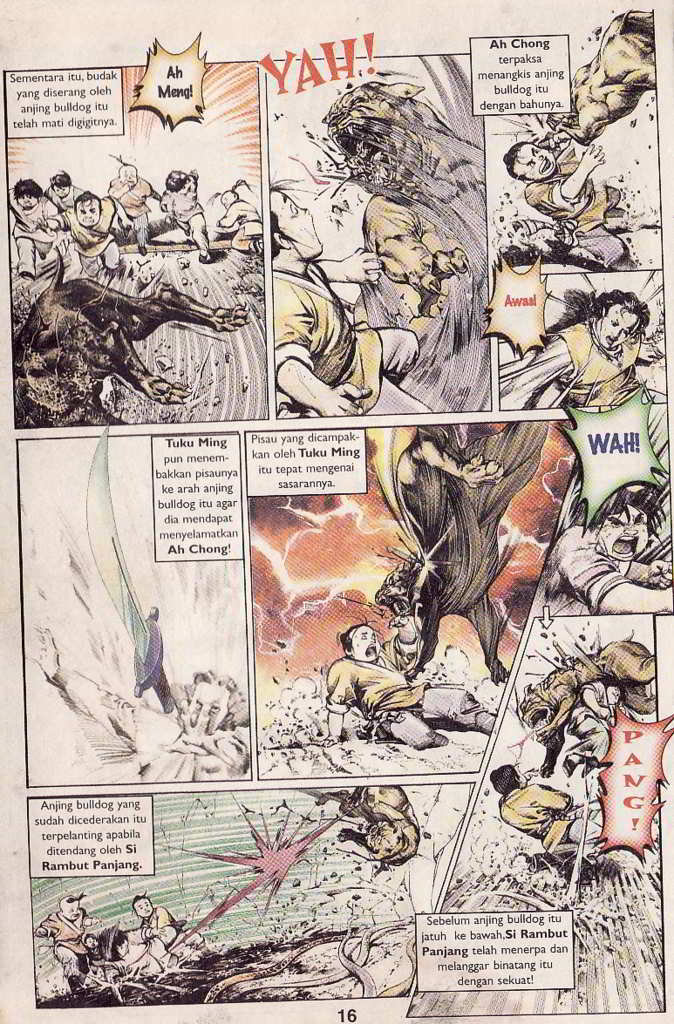 Sementara itu, budak
yang diserang oleh
anjing bulldog itu
telah mati digigitnya.
Ah
Meng!
YAH!
Ah Chong
terpaksa
menangkis anjing
bulldog itu
dengan bahunya.
Awas!
Tuku Ming
pun menem-
bakkan pisaunya
ke arah anjing
bulldog itu agar
dia mendapat
menyelamatkan
Ah Chong!
Pisau yang dicampak-
kan oleh Tuku Ming
itu tepat mengenai
sasarannya.
WAH!
PANG!
Sebelum anjing bulldog itu
jatuh ke bawah,Si Rambut
Panjang telah menerpa dan
melanggar binatang itu
dengan sekuat!
Anjing bulldog yang
sudah dicederakan itu
terpelanting apabila
ditendang oleh Si
Rambut Panjang.
16